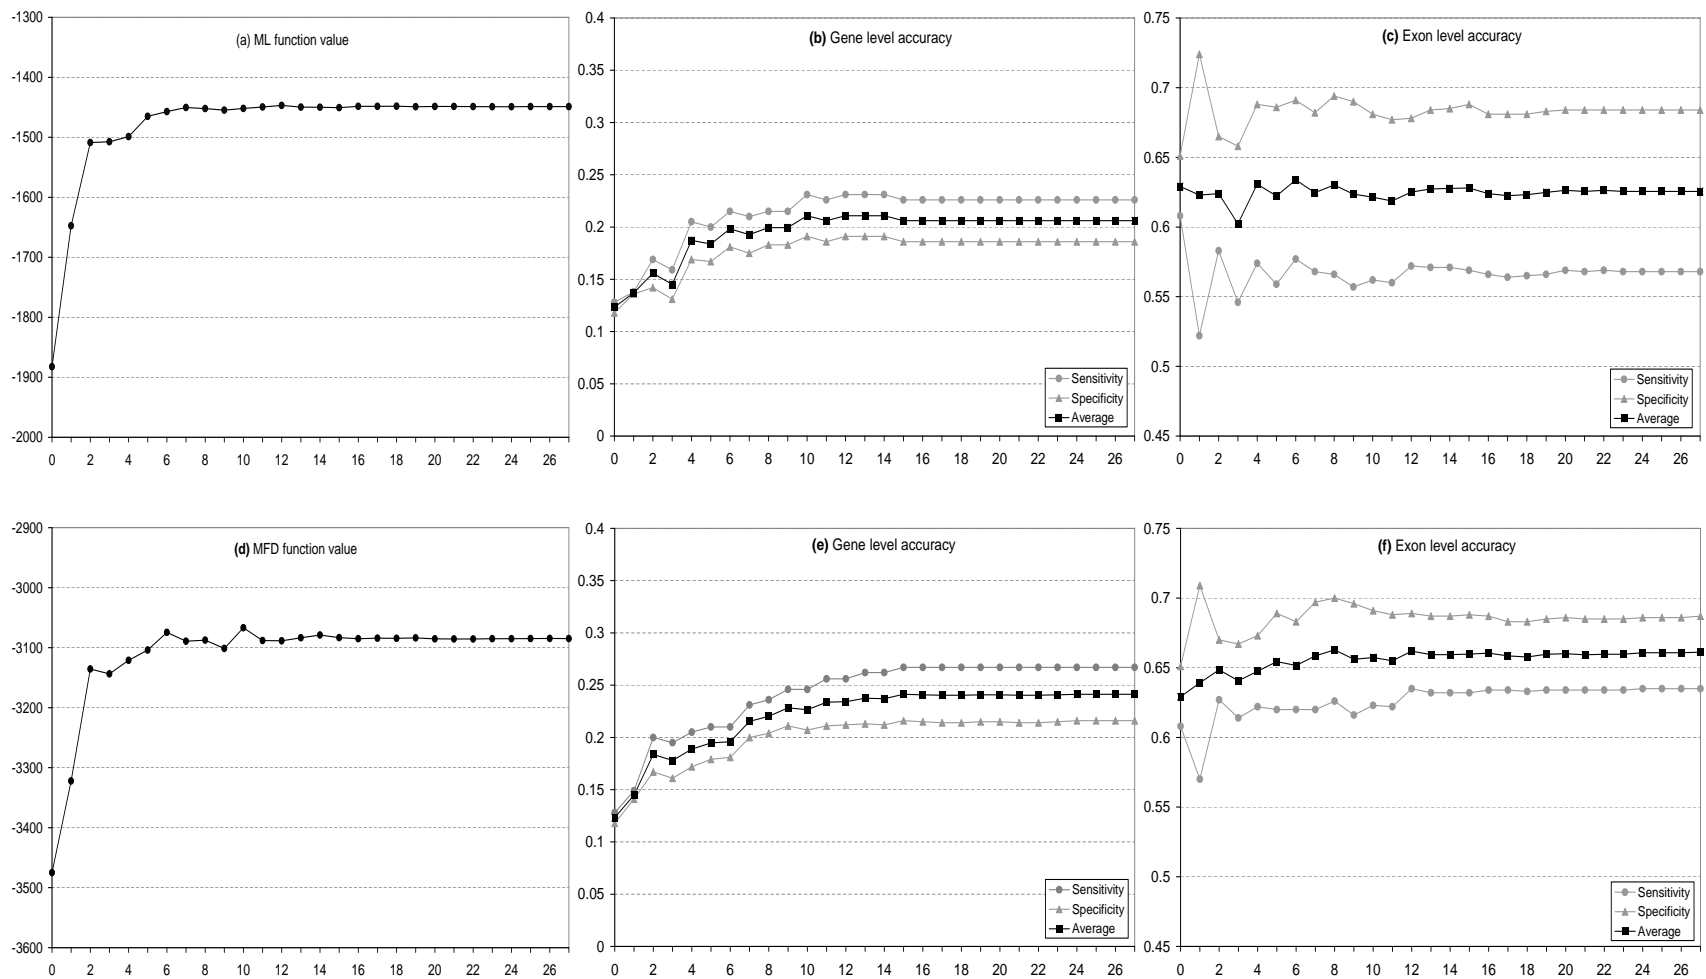 (a) ML function value
-1300
-1400
-1500
-1600
-1700
-1800
-1900
-2000
0 2 4 6 8 10 12 14 16 18 20 22 24 26
(b) Gene level accuracy
0.4
0.35
0.3
0.25
0.2
0.15
0.1
0.05
0
Sensitivity
Specificity
Average
0 2 4 6 8 10 12 14 16 18 20 22 24 26
(c) Exon level accuracy
0.75
0.7
0.65
0.6
0.55
0.5
0.45
Sensitivity
Specificity
Average
0 2 4 6 8 10 12 14 16 18 20 22 24 26
(d) MFD function value
-2900
-3000
-3100
-3200
-3300
-3400
-3500
-3600
0 2 4 6 8 10 12 14 16 18 20 22 24 26
(e) Gene level accuracy
0.4
0.35
0.3
0.25
0.2
0.15
0.1
0.05
0
Sensitivity
Specificity
Average
0 2 4 6 8 10 12 14 16 18 20 22 24 26
(f) Exon level accuracy
0.75
0.7
0.65
0.6
0.55
0.5
0.45
Sensitivity
Specificity
Average
0 2 4 6 8 10 12 14 16 18 20 22 24 26